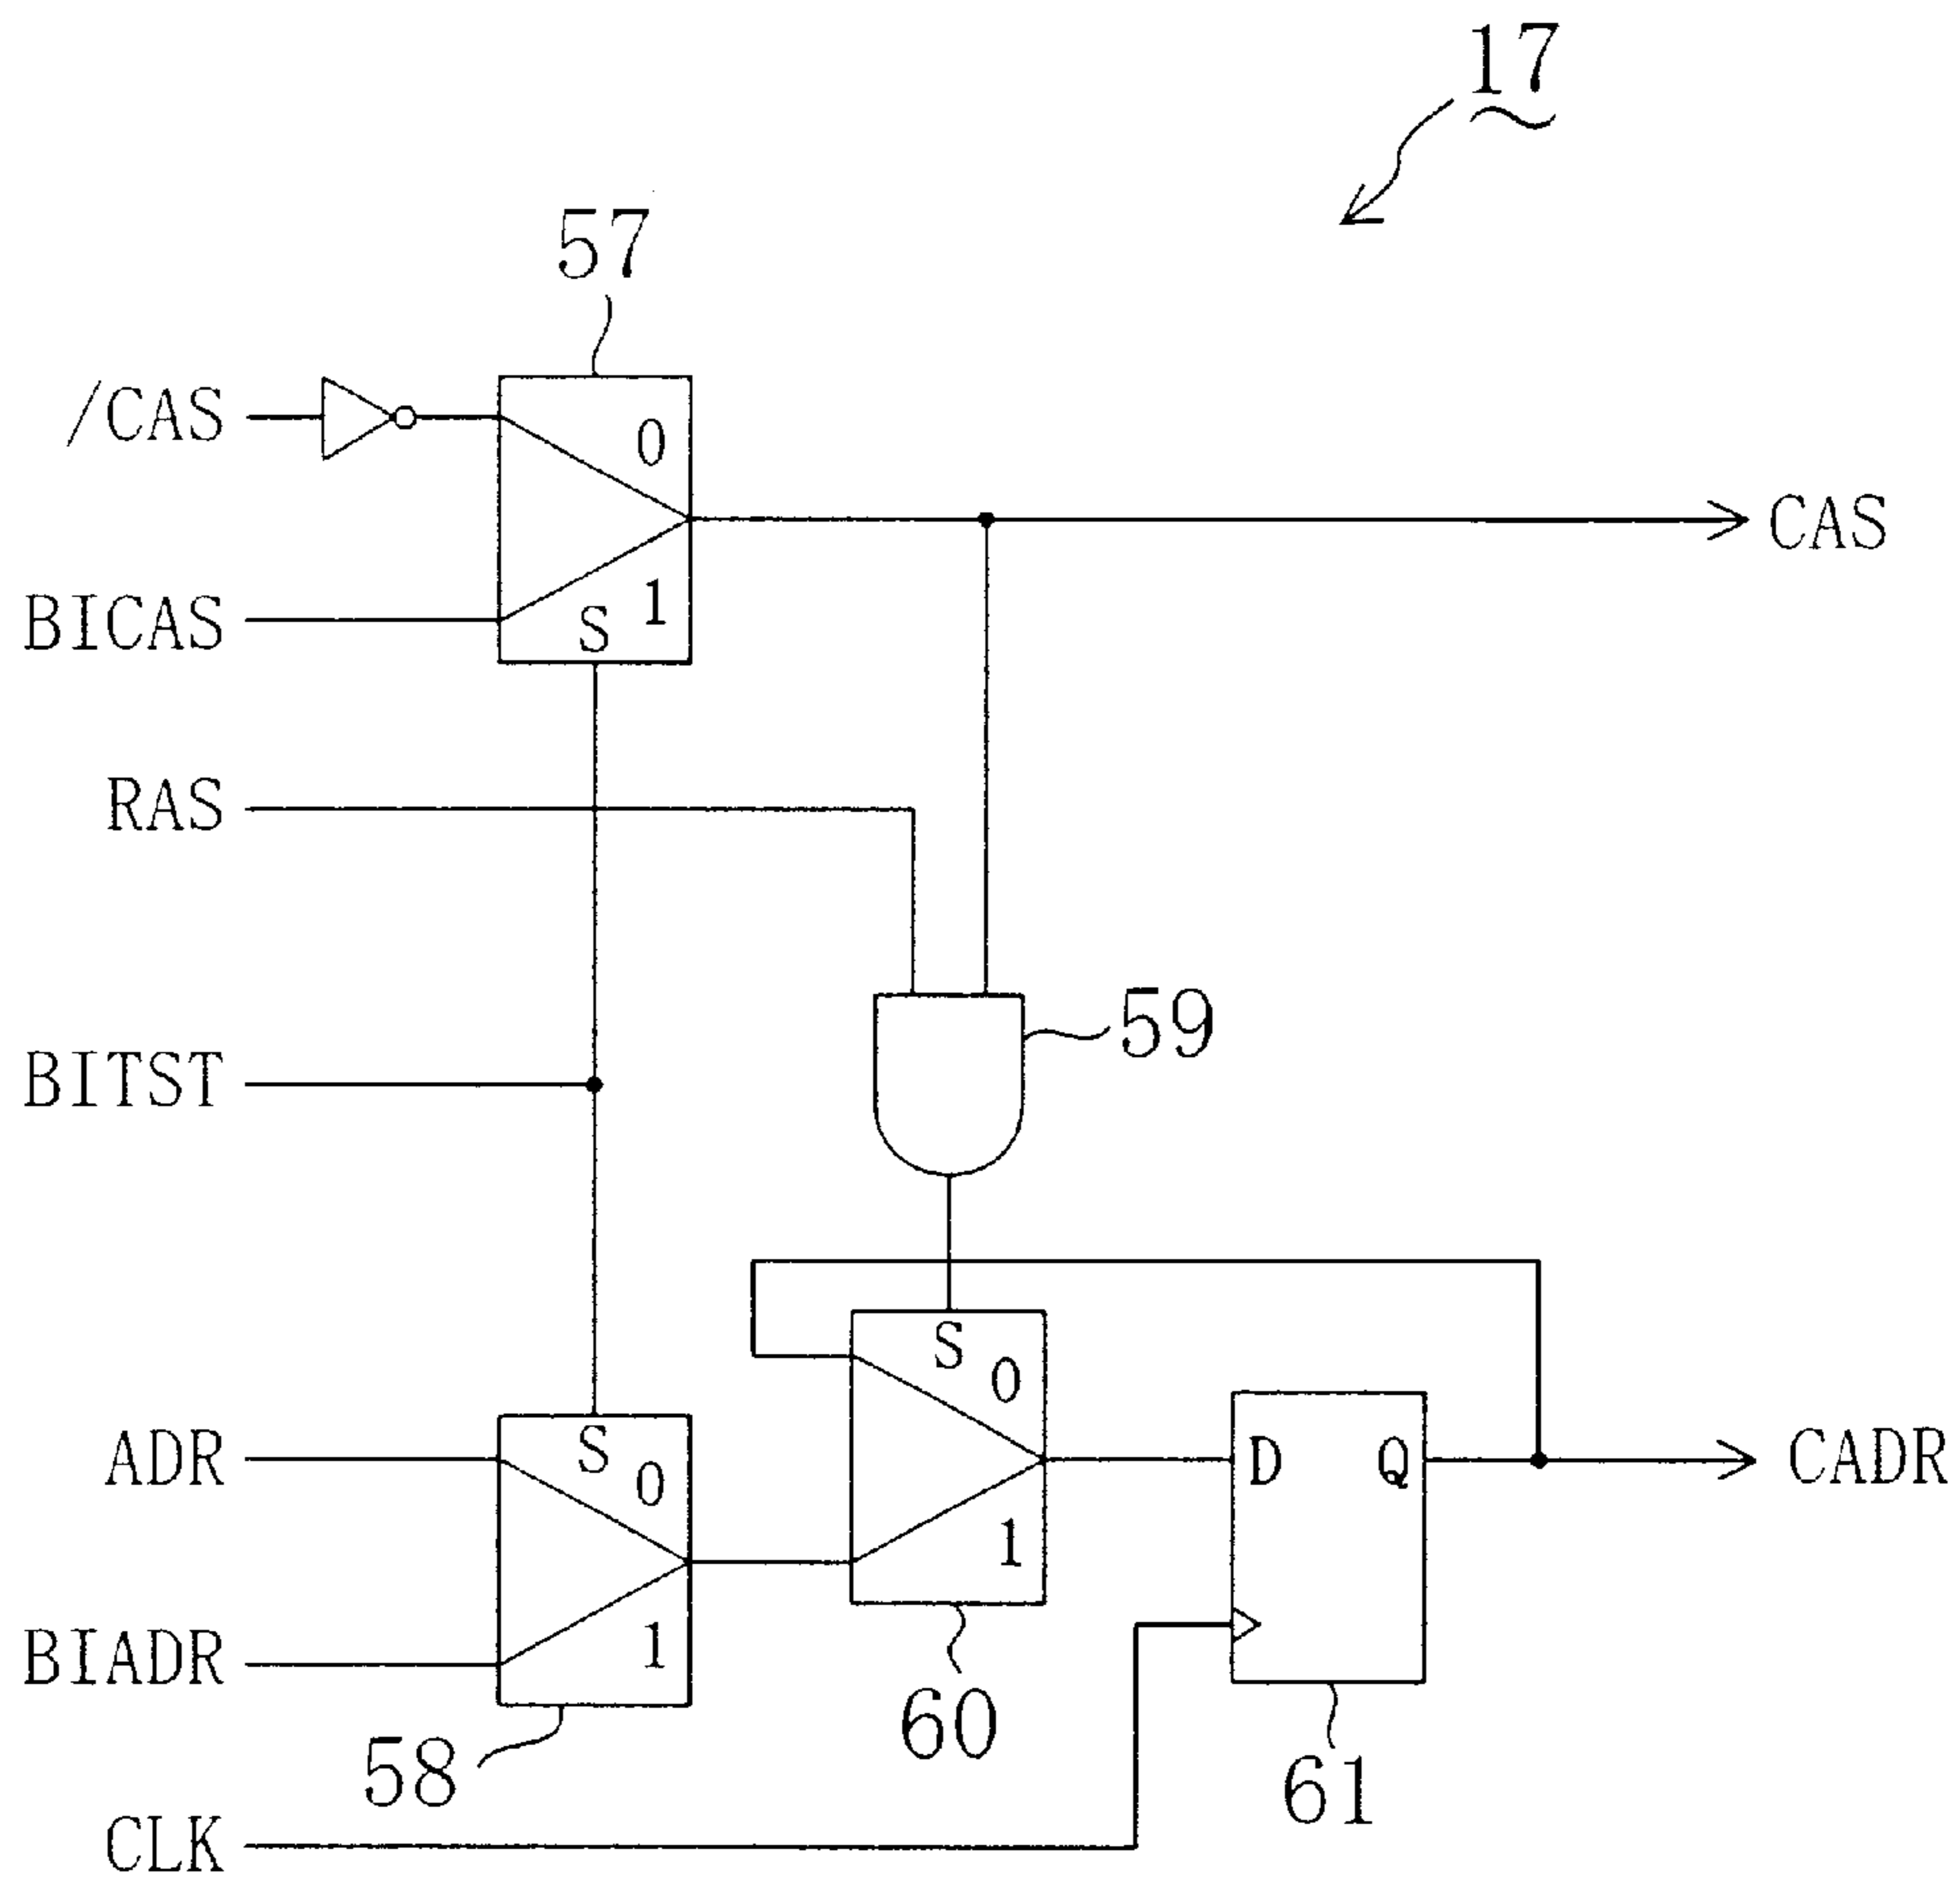 17
57
/CAS
0
CAS
BICAS
S 1
RAS
59
BITST
S 0
ADR
S 0
D Q
CADR
1
BIADR
1
60
58
61
CLK